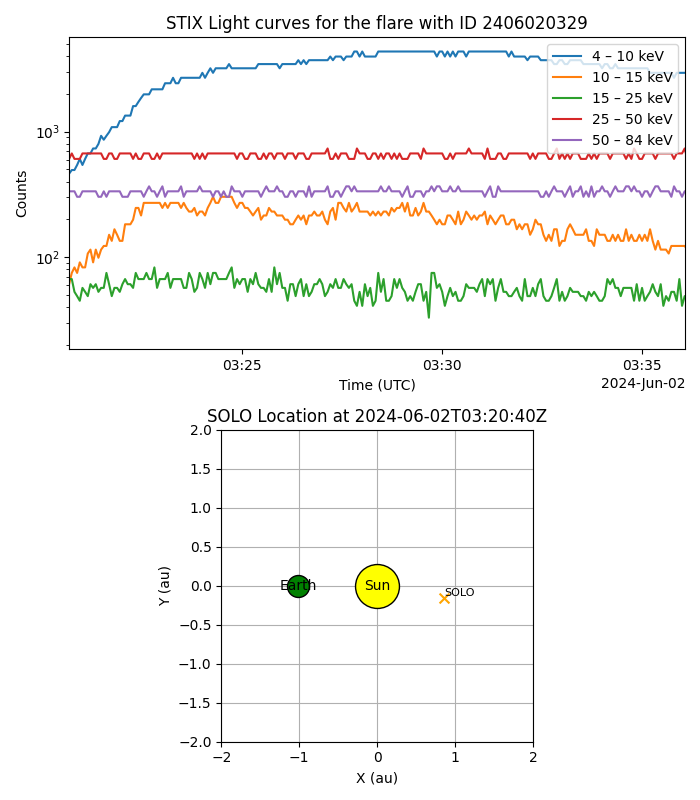 STIX Light curves for the flare with ID 2406020329
Counts
10³
10²
4 – 10 keV
10 – 15 keV
15 – 25 keV
25 – 50 keV
50 – 84 keV
03:25
03:30
03:35
Time (UTC)
2024-Jun-02
SOLO Location at 2024-06-02T03:20:40Z
Y (au)
2.0
1.5
1.0
0.5
0.0
−0.5
−1.0
−1.5
−2.0
Earth
Sun
SOLO
−2
−1
0
1
2
X (au)